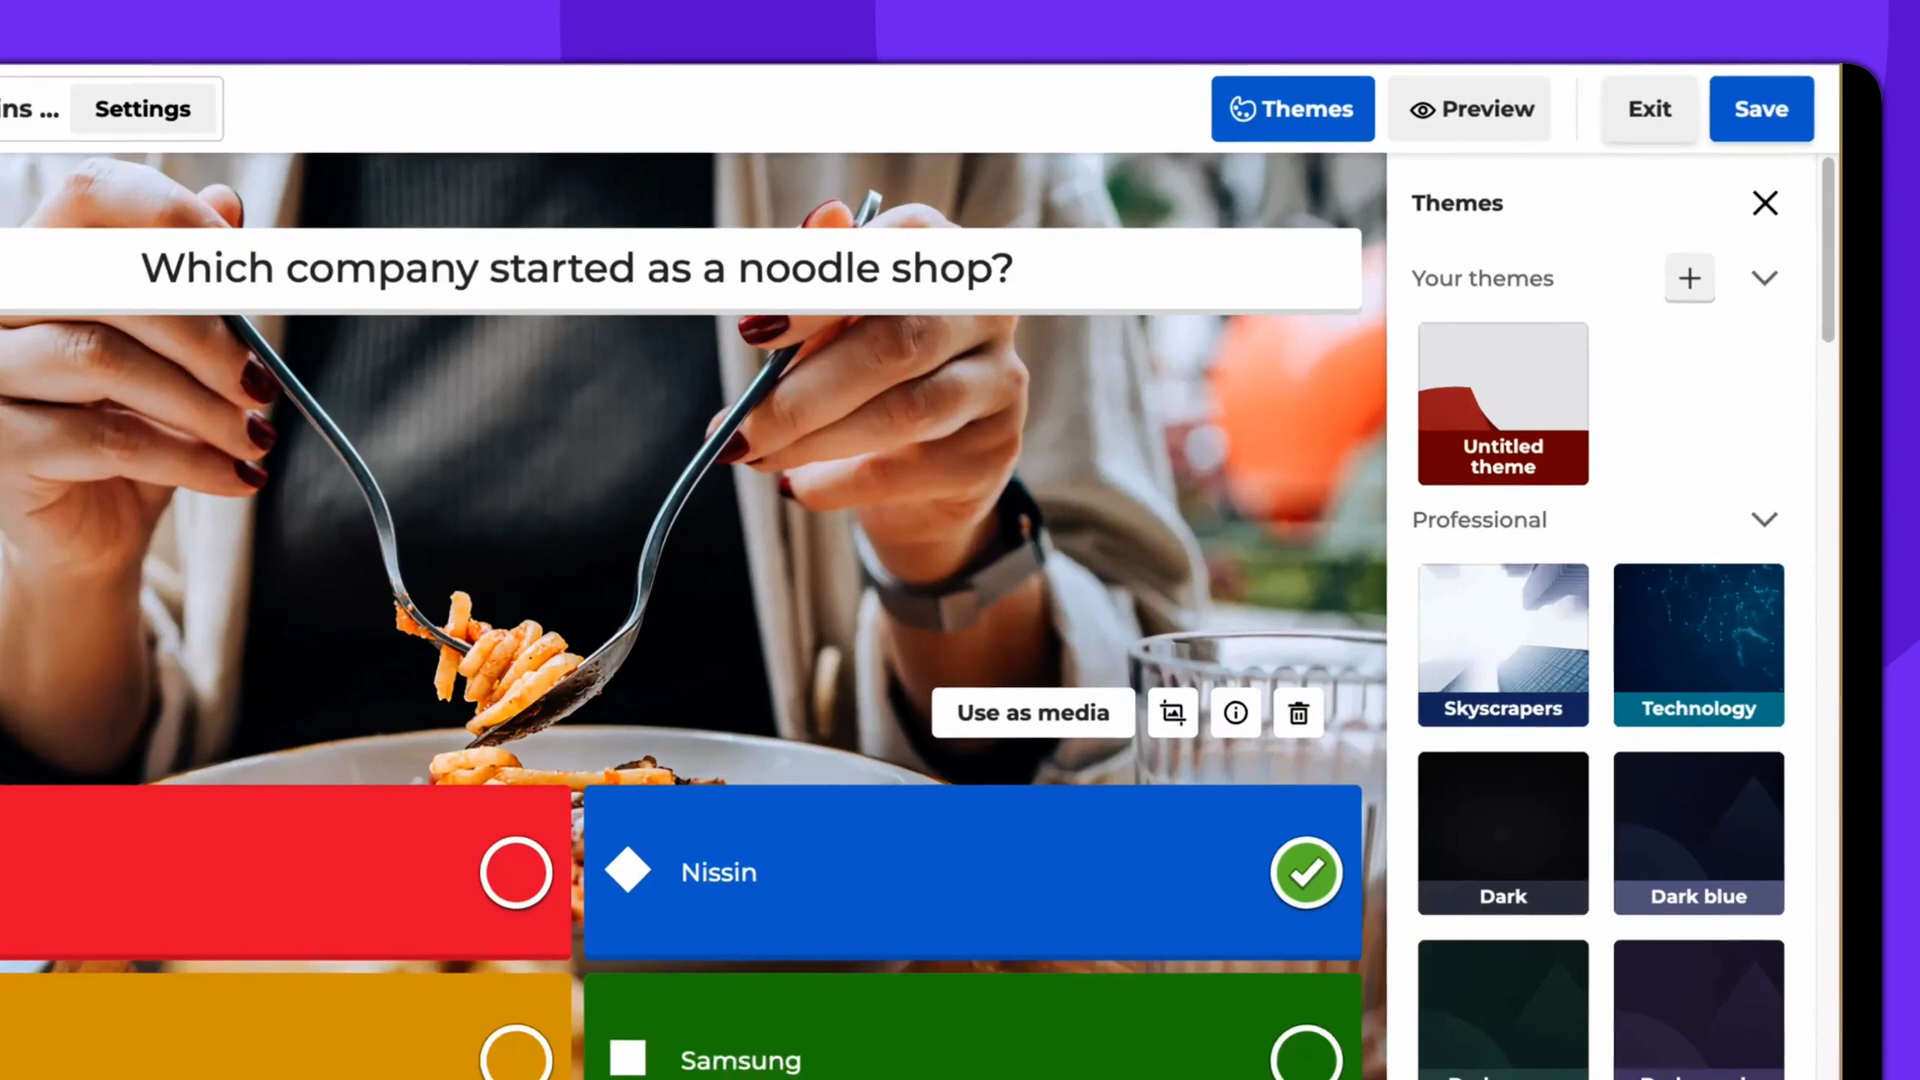 ins ...
Settings
Themes
Preview
Exit
Save
Themes
Your themes
Which company started as a noodle shop?
Untitled
theme
Professional
Skyscrapers
Technology
Use as media
Nissin
Dark
Dark blue
Samsung